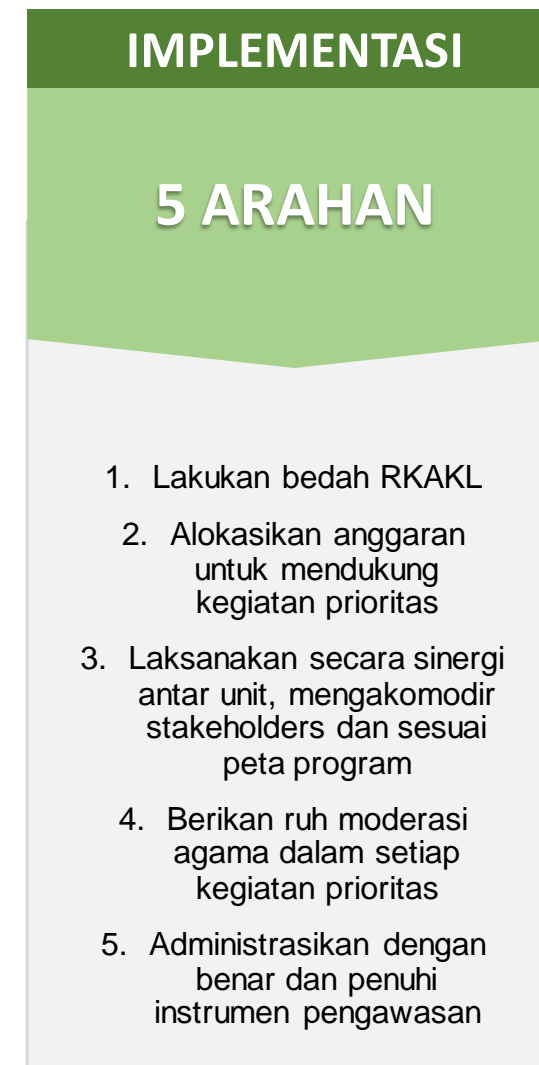 IMPLEMENTASI
5 ARAHAN
1. Lakukan bedah RKAKL
2. Alokasikan anggaran
untuk mendukung
kegiatan prioritas
3. Laksanakan secara sinergi
antar unit, mengakomodir
stakeholders dan sesuai
peta program
4. Berikan ruh moderasi
agama dalam setiap
kegiatan prioritas
5. Administrasikan dengan
benar dan penuhi
instrumen pengawasan